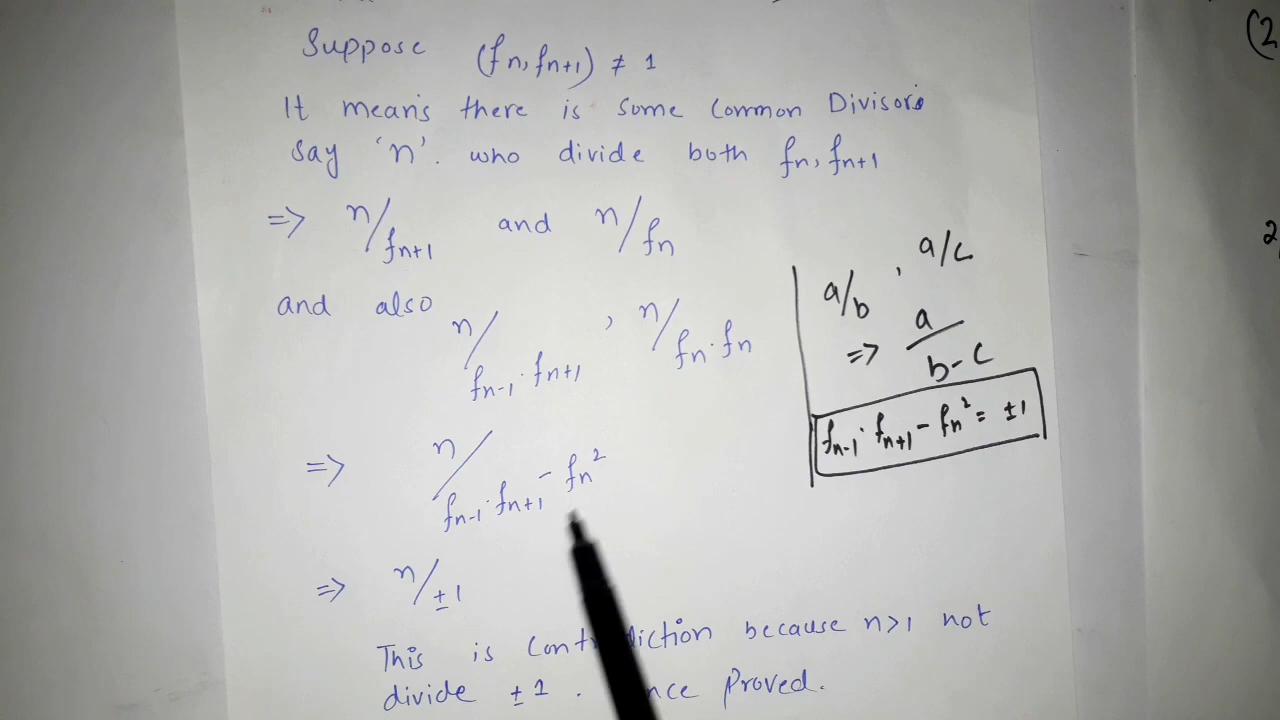 Suppose (fn, fn+1) ≠ 1
It means there is some Common Divisors
say 'n'. who divide both fn, fn+1
=> n/fn+1 and n/fn
and also n/fn-1 · fn+1 , n/fn · fn
=> n/fn-1 · fn+1 - fn²
=> n/±1
This is diction because n>1 not
divide ±1 . Proved.
a/b , a/c
=> a/b-c
fn-1 · fn+1 - fn² = ±1
(2
2